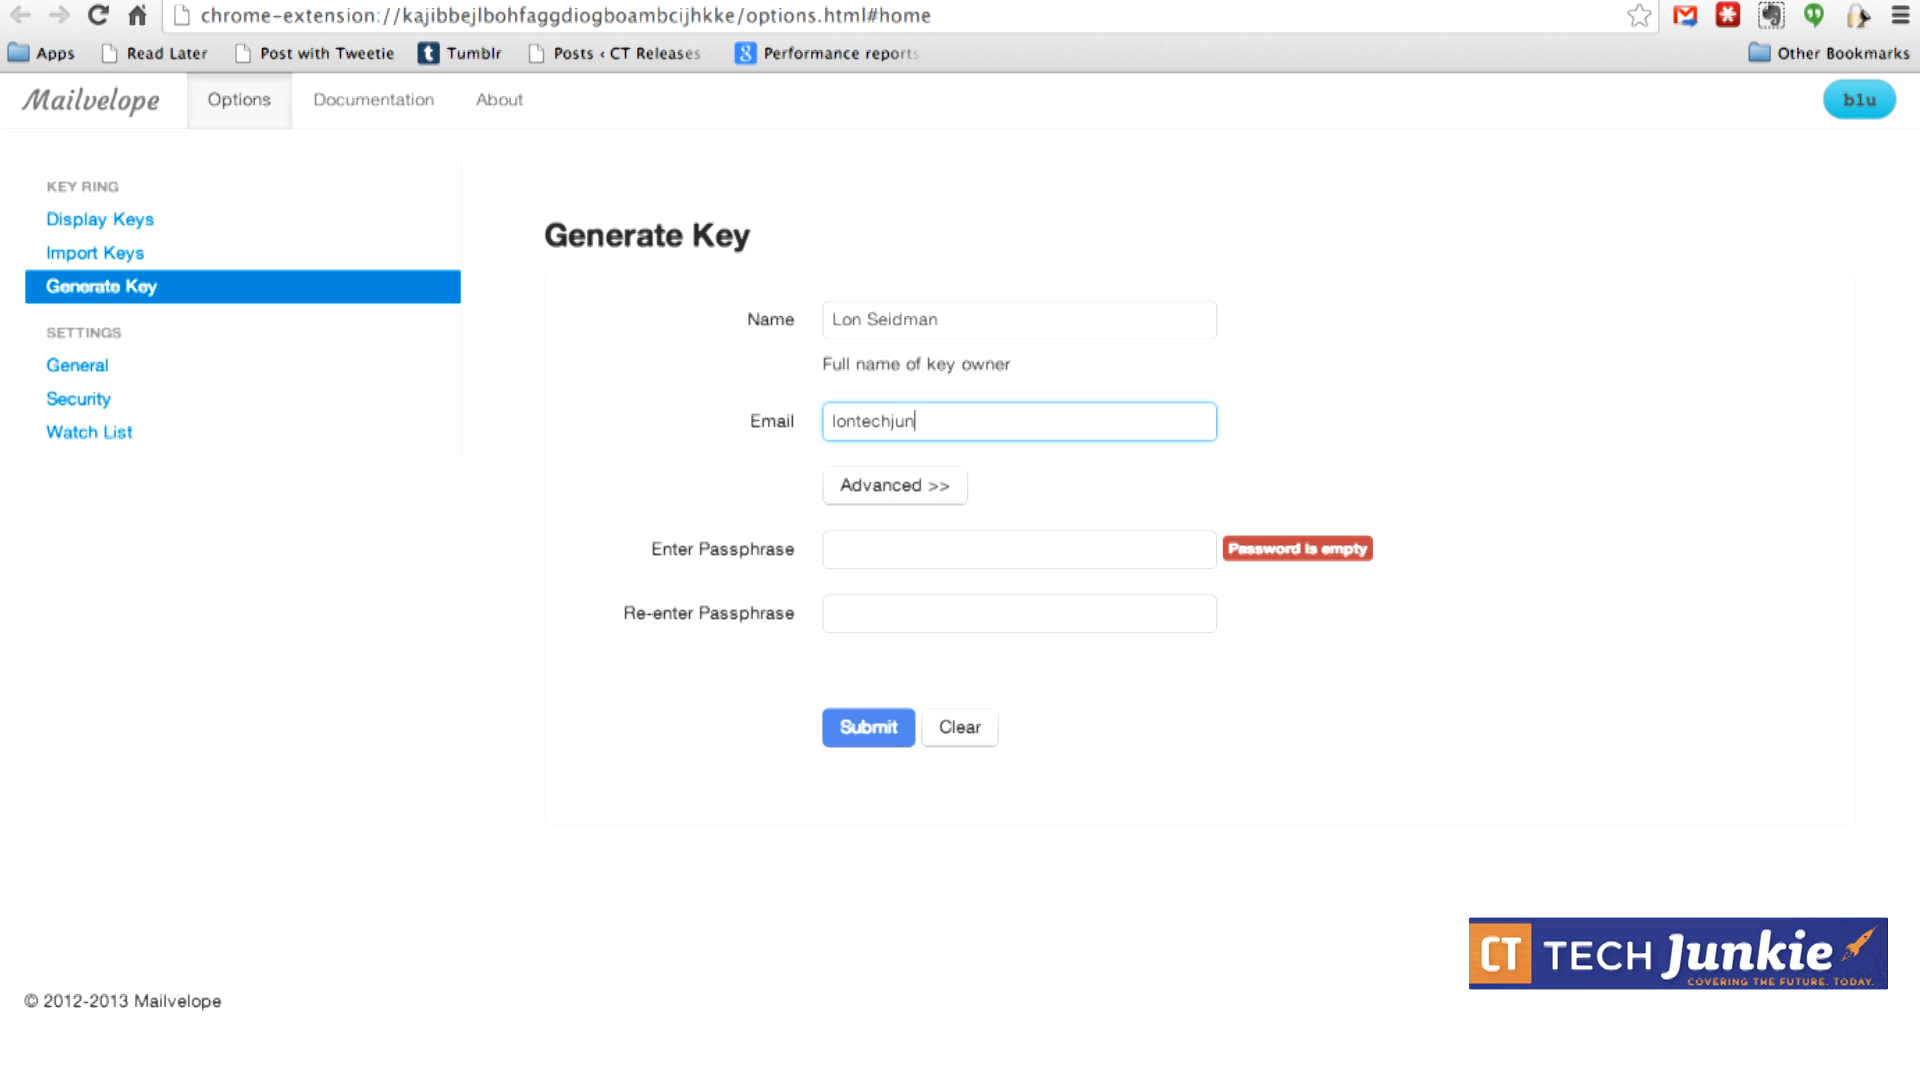 chrome-extension://kajibbejlbohfaggdiogboambcijhkke/options.html#home
Apps Read Later Post with Tweetie Tumblr Posts ‹ CT Releases Performance reports Other Bookmarks
Mailvelope Options Documentation About blu
KEY RING
Display Keys
Import Keys
Generate Key
SETTINGS
General
Security
Watch List
Generate Key
Name Lon Seidman
Full name of key owner
Email lontechjun
Advanced >>
Enter Passphrase Password is empty
Re-enter Passphrase
Submit Clear
CT TECH Junkie
COVERING THE FUTURE. TODAY.
© 2012-2013 Mailvelope